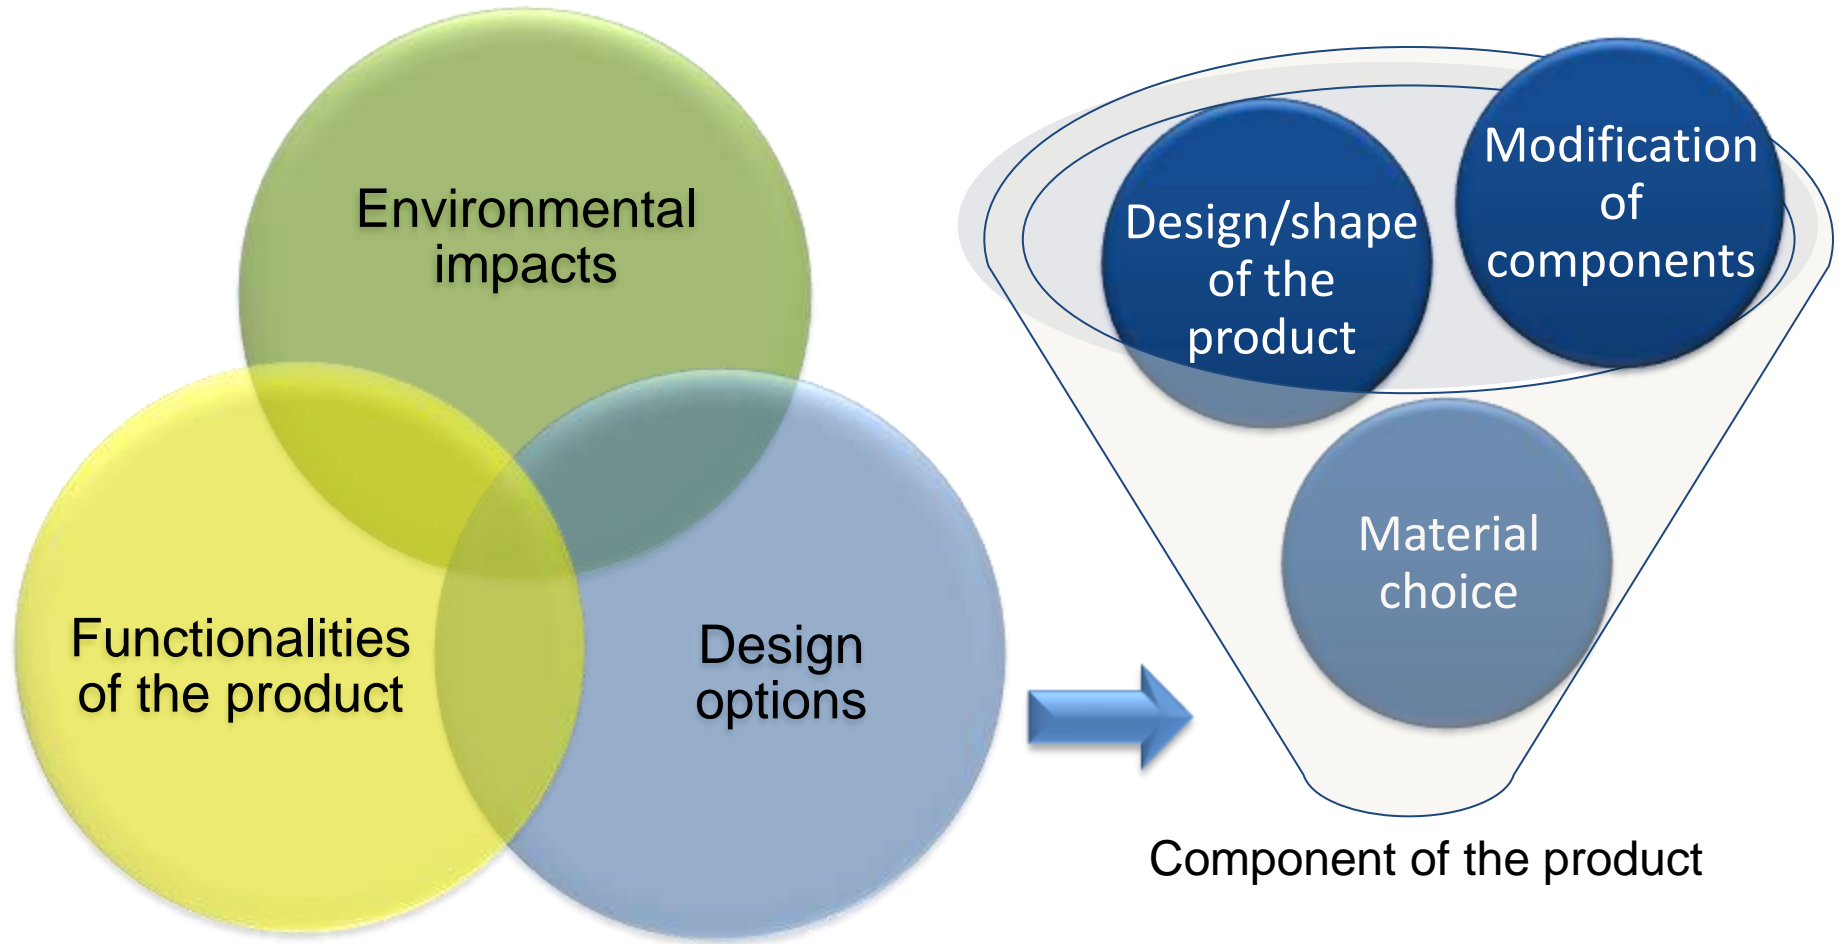 Environmental
impacts
Functionalities
of the product
Design
options
Design/shape
of the
product
Modification
of
components
Material
choice
Component of the product